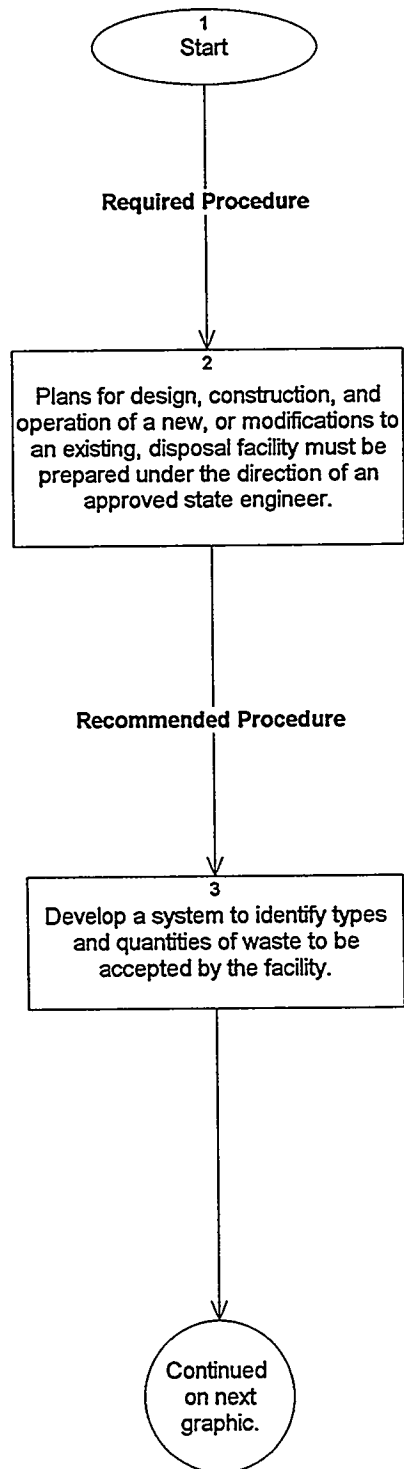 1
Start
Required Procedure
2
Plans for design, construction, and
operation of a new, or modifications to
an existing, disposal facility must be
prepared under the direction of an
approved state engineer.
Recommended Procedure
3
Develop a system to identify types
and quantities of waste to be
accepted by the facility.
Continued
on next
graphic.